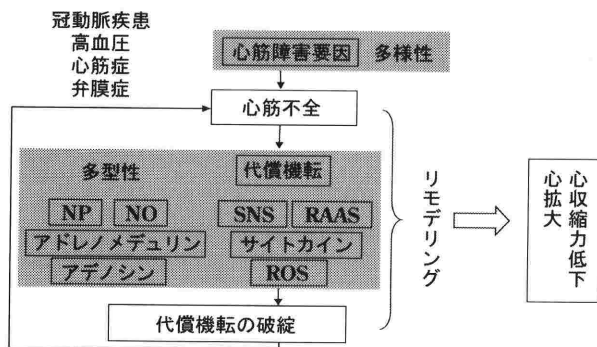 冠動脈疾患
高血圧
心筋症
弁膜症
心筋障害要因 多様性
心筋不全
多型性 代償機転
NP NO SNS RAAS
アドレノメデュリン サイトカイン
アデノシン ROS
代償機転の破綻
リモデリング
心収縮力低下
心拡大